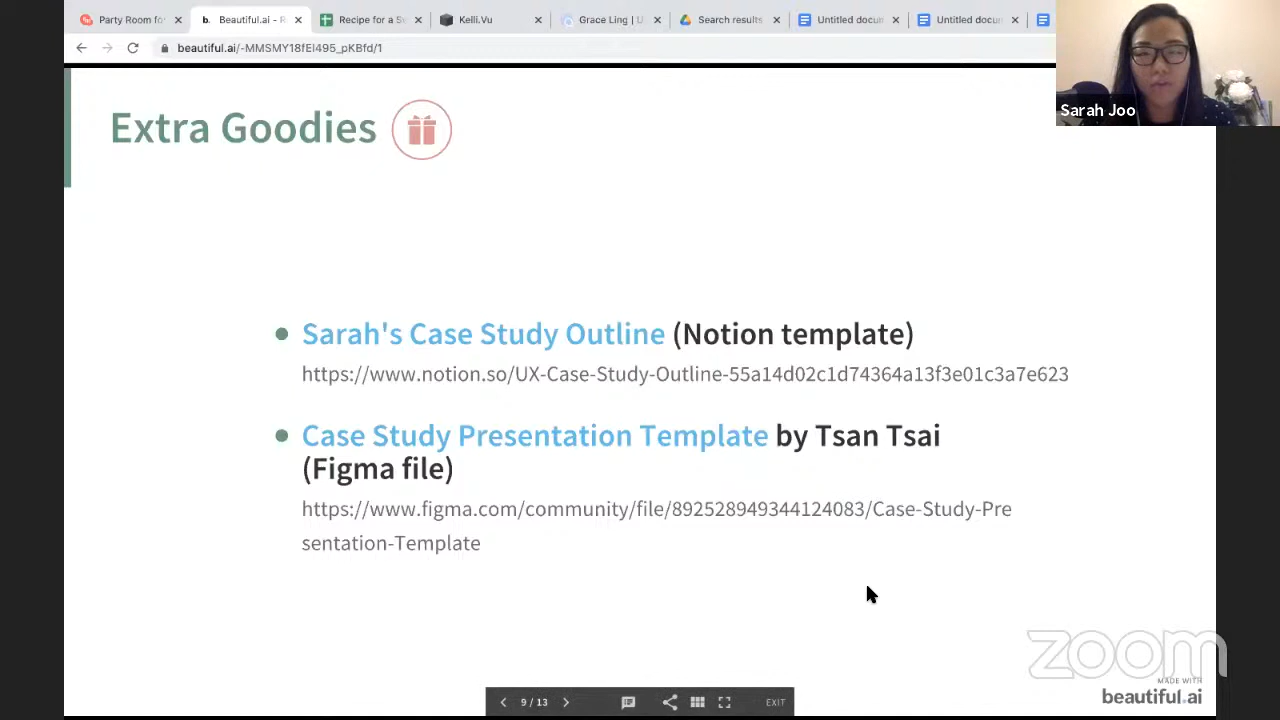 Party Room fo
Beautiful.ai - R
Recipe for a S
Kelli.Vu
Grace Ling | U
Search results
Untitled docu
Untitled docu
beautiful.ai/-MMSMY18fEI495_pKBfd/1
Sarah Joo
Extra Goodies
Sarah's Case Study Outline (Notion template)
https://www.notion.so/UX-Case-Study-Outline-55a14d02c1d74364a13f3e01c3a7e623
Case Study Presentation Template by Tsan Tsai
(Figma file)
https://www.figma.com/community/file/892528949344124083/Case-Study-Pre
sentation-Template
zoom
MADE WITH
beautiful.ai
9 / 13
EXIT